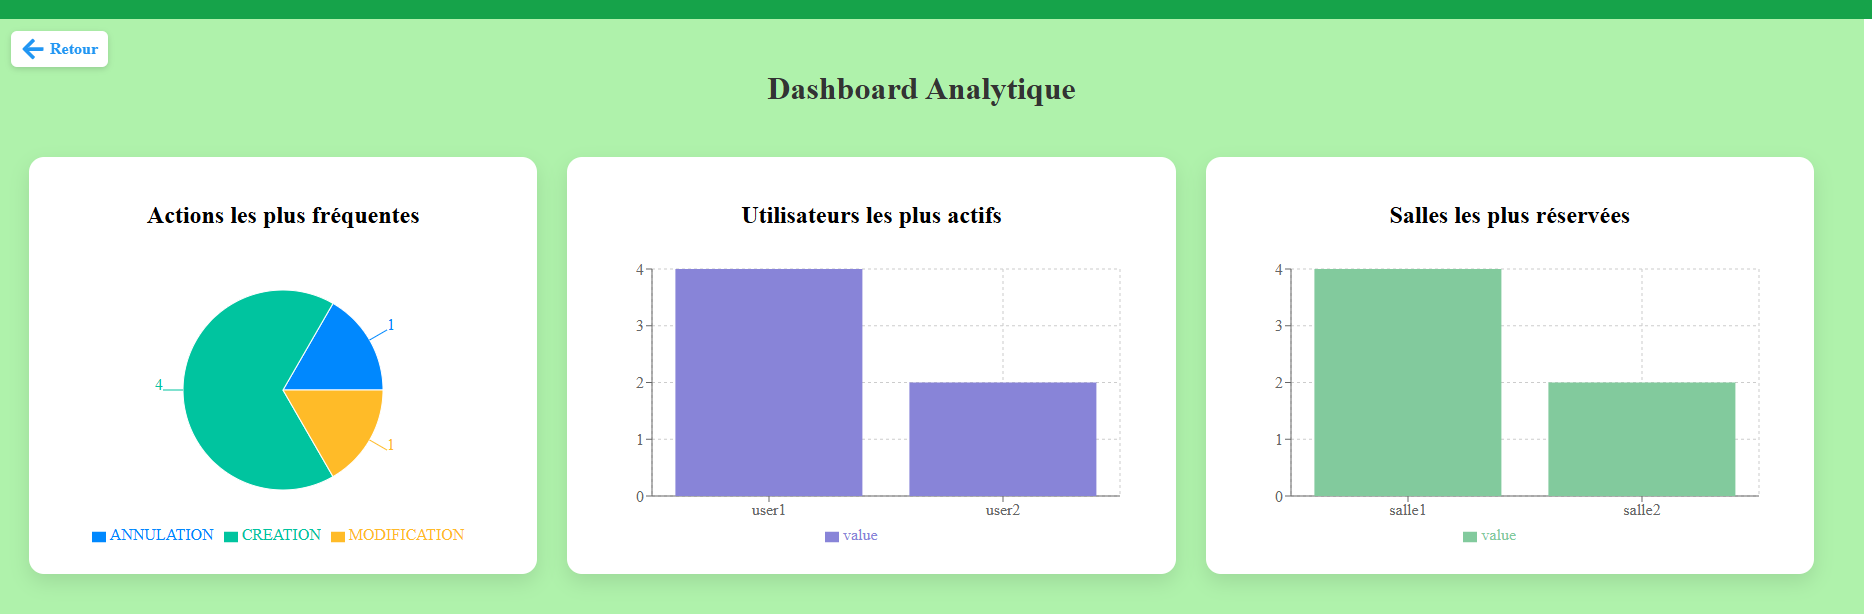 Retour
Dashboard Analytique
Actions les plus fréquentes
1
4
1
ANNULATION CREATION MODIFICATION
Utilisateurs les plus actifs
4
3
2
1
0
user1 user2
value
Salles les plus réservées
4
3
2
1
0
salle1 salle2
value